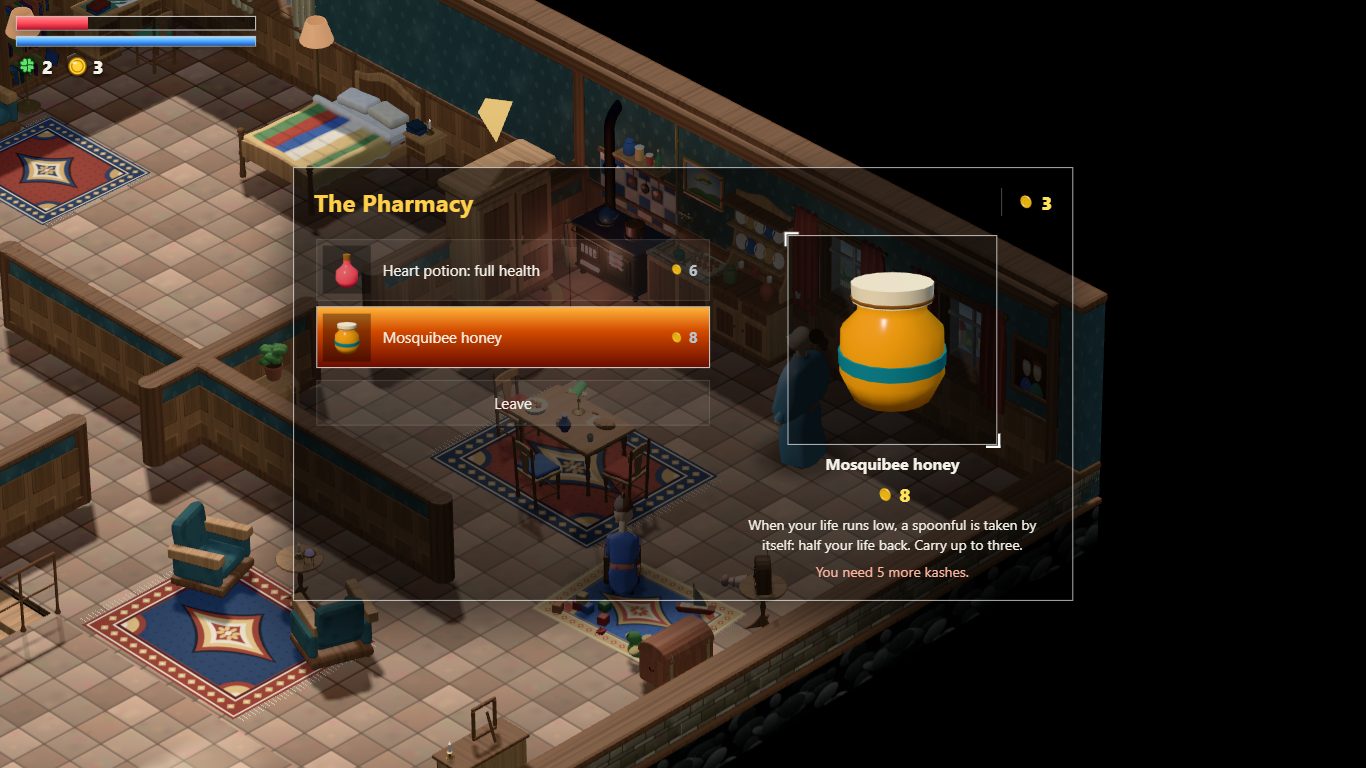 2 3
The Pharmacy
3
Heart potion: full health 6
Mosquibee honey 8
Leave
Mosquibee honey
8
When your life runs low, a spoonful is taken by
itself: half your life back. Carry up to three.
You need 5 more kashes.